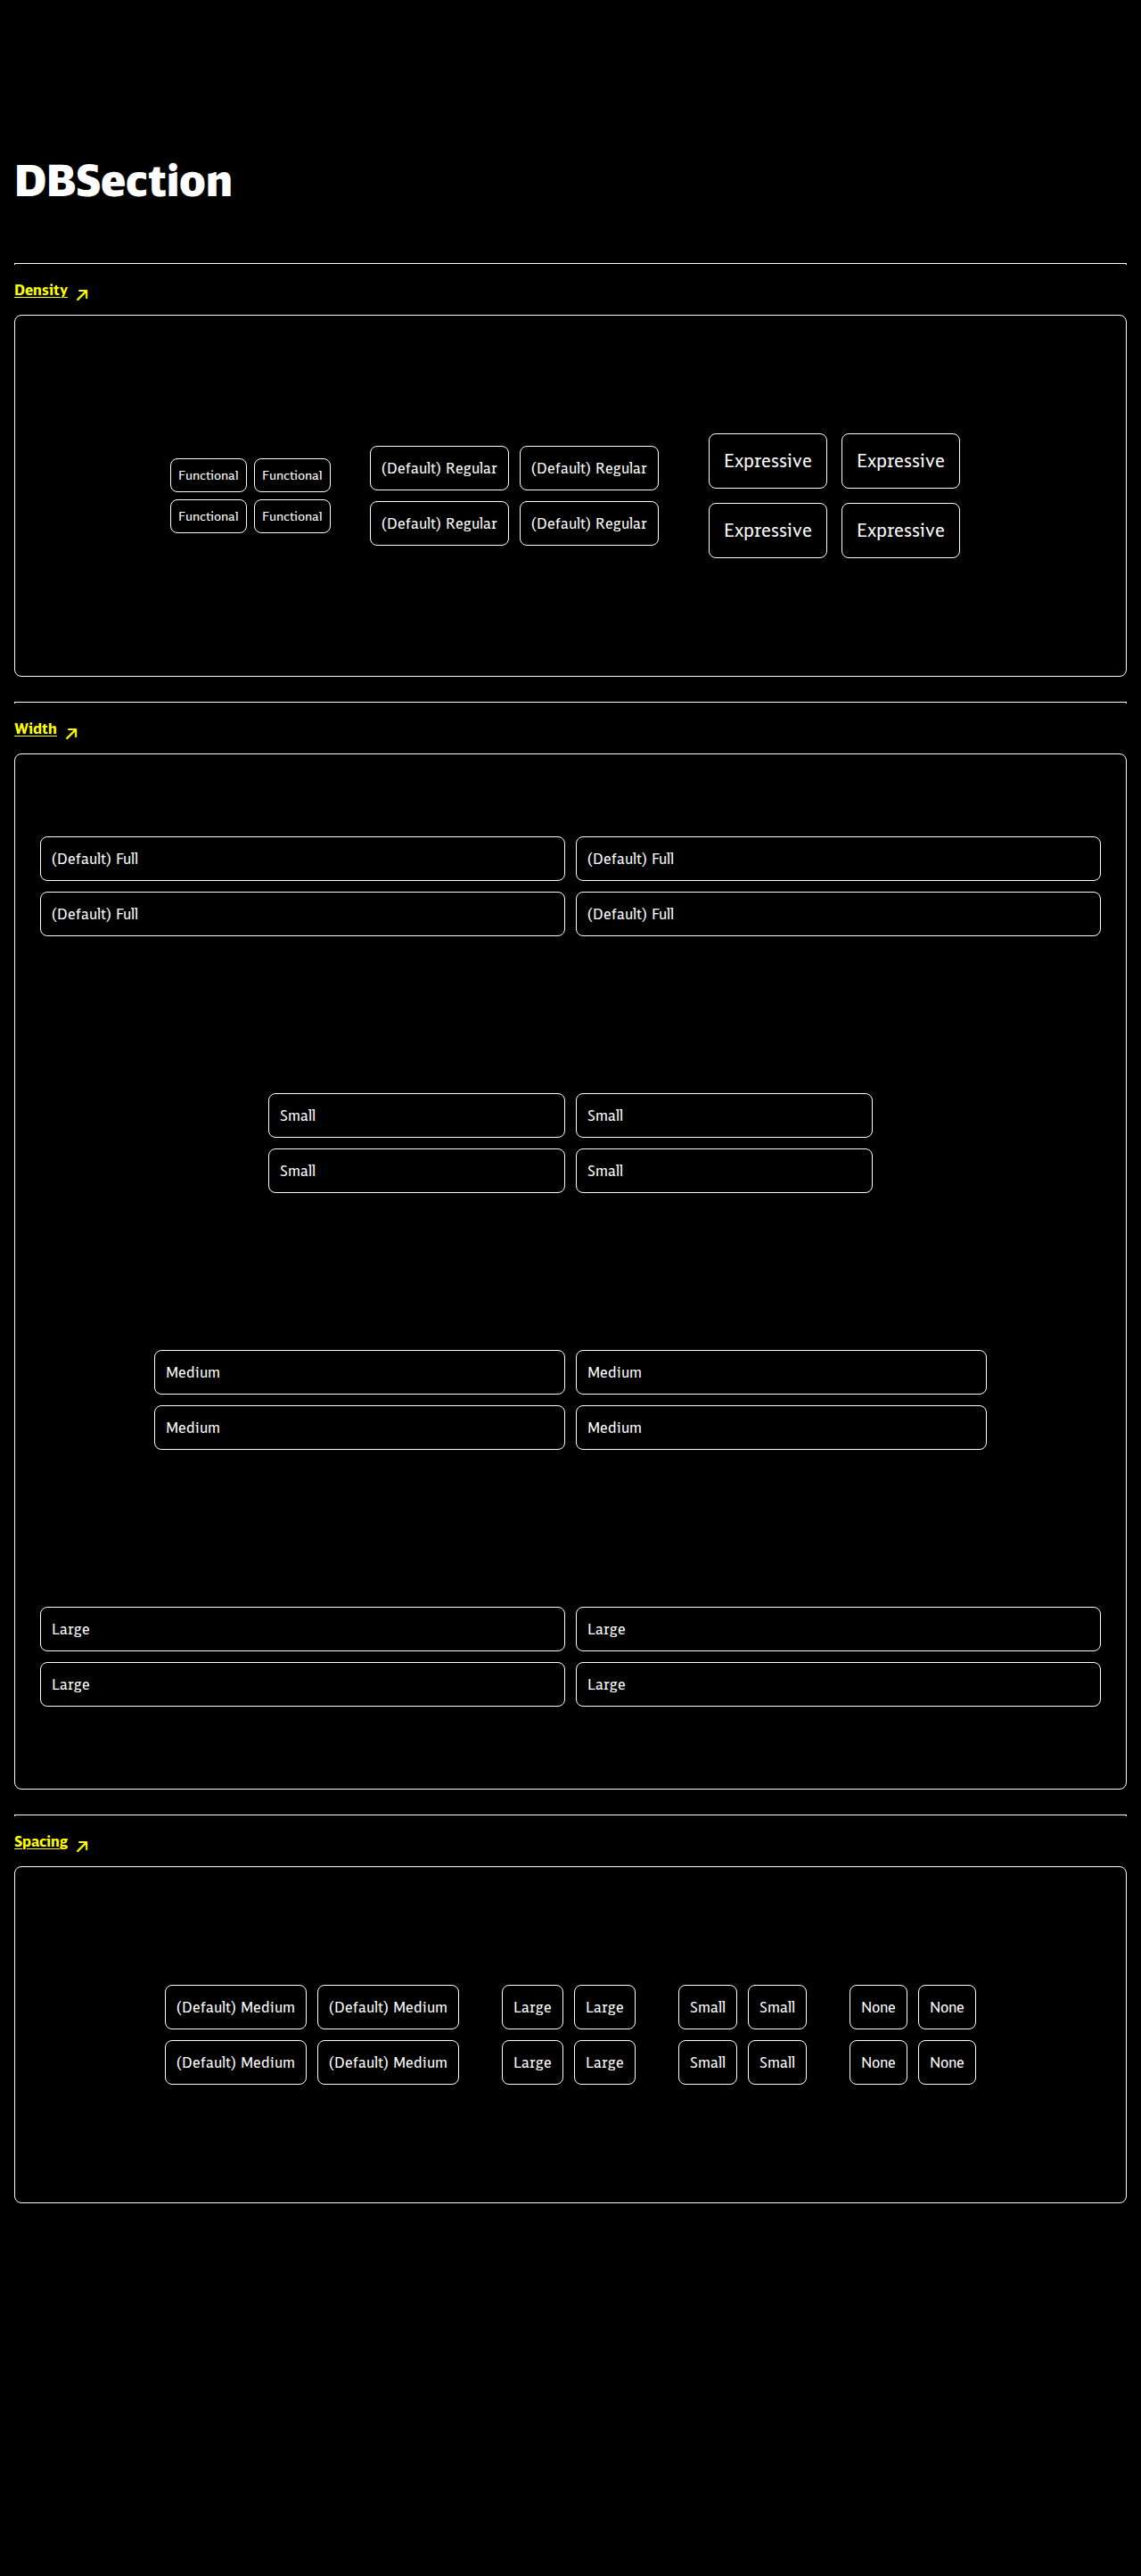 DBSection
Density
Functional Functional (Default) Regular (Default) Regular Expressive Expressive
Functional Functional (Default) Regular (Default) Regular Expressive Expressive
Width
(Default) Full (Default) Full
(Default) Full (Default) Full
Small Small
Small Small
Medium Medium
Medium Medium
Large Large
Large Large
Spacing
(Default) Medium (Default) Medium Large Large Small Small None None
(Default) Medium (Default) Medium Large Large Small Small None None